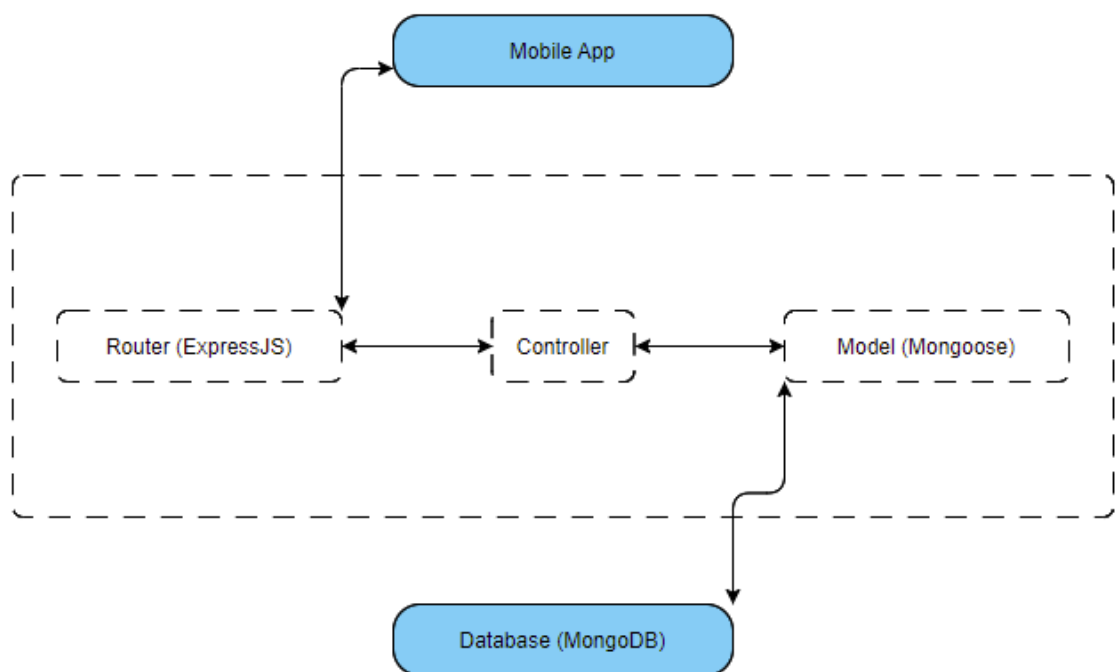 Mobile App
Router (ExpressJS)
Controller
Model (Mongoose)
Database (MongoDB)